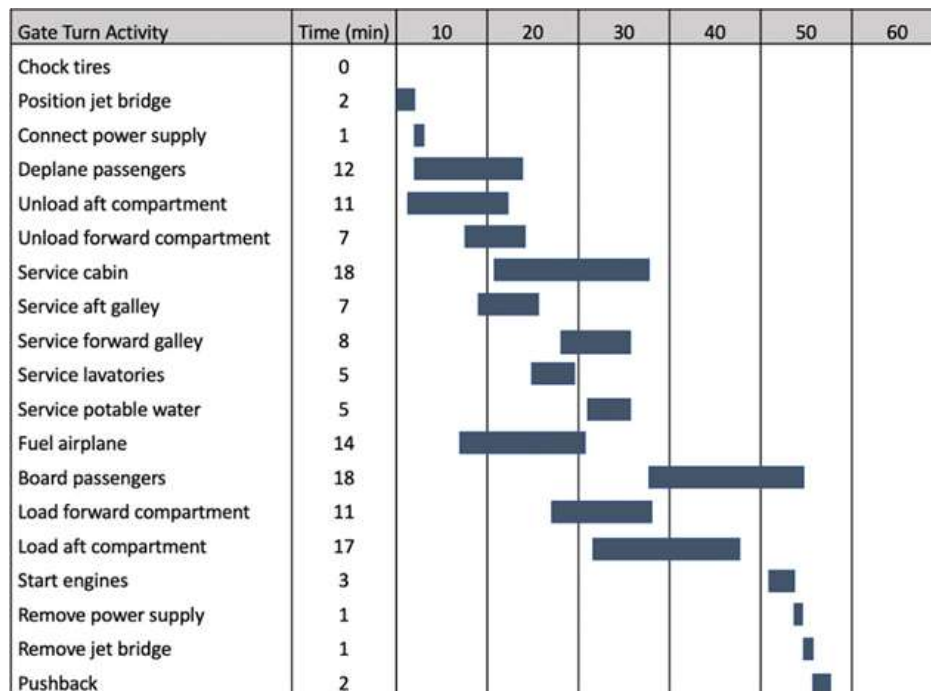 Gate Turn Activity Time (min) 10 20 30 40 50 60
Chock tires 0
Position jet bridge 2
Connect power supply 1
Deplane passengers 12
Unload aft compartment 11
Unload forward compartment 7
Service cabin 18
Service aft galley 7
Service forward galley 8
Service lavatories 5
Service potable water 5
Fuel airplane 14
Board passengers 18
Load forward compartment 11
Load aft compartment 17
Start engines 3
Remove power supply 1
Remove jet bridge 1
Pushback 2